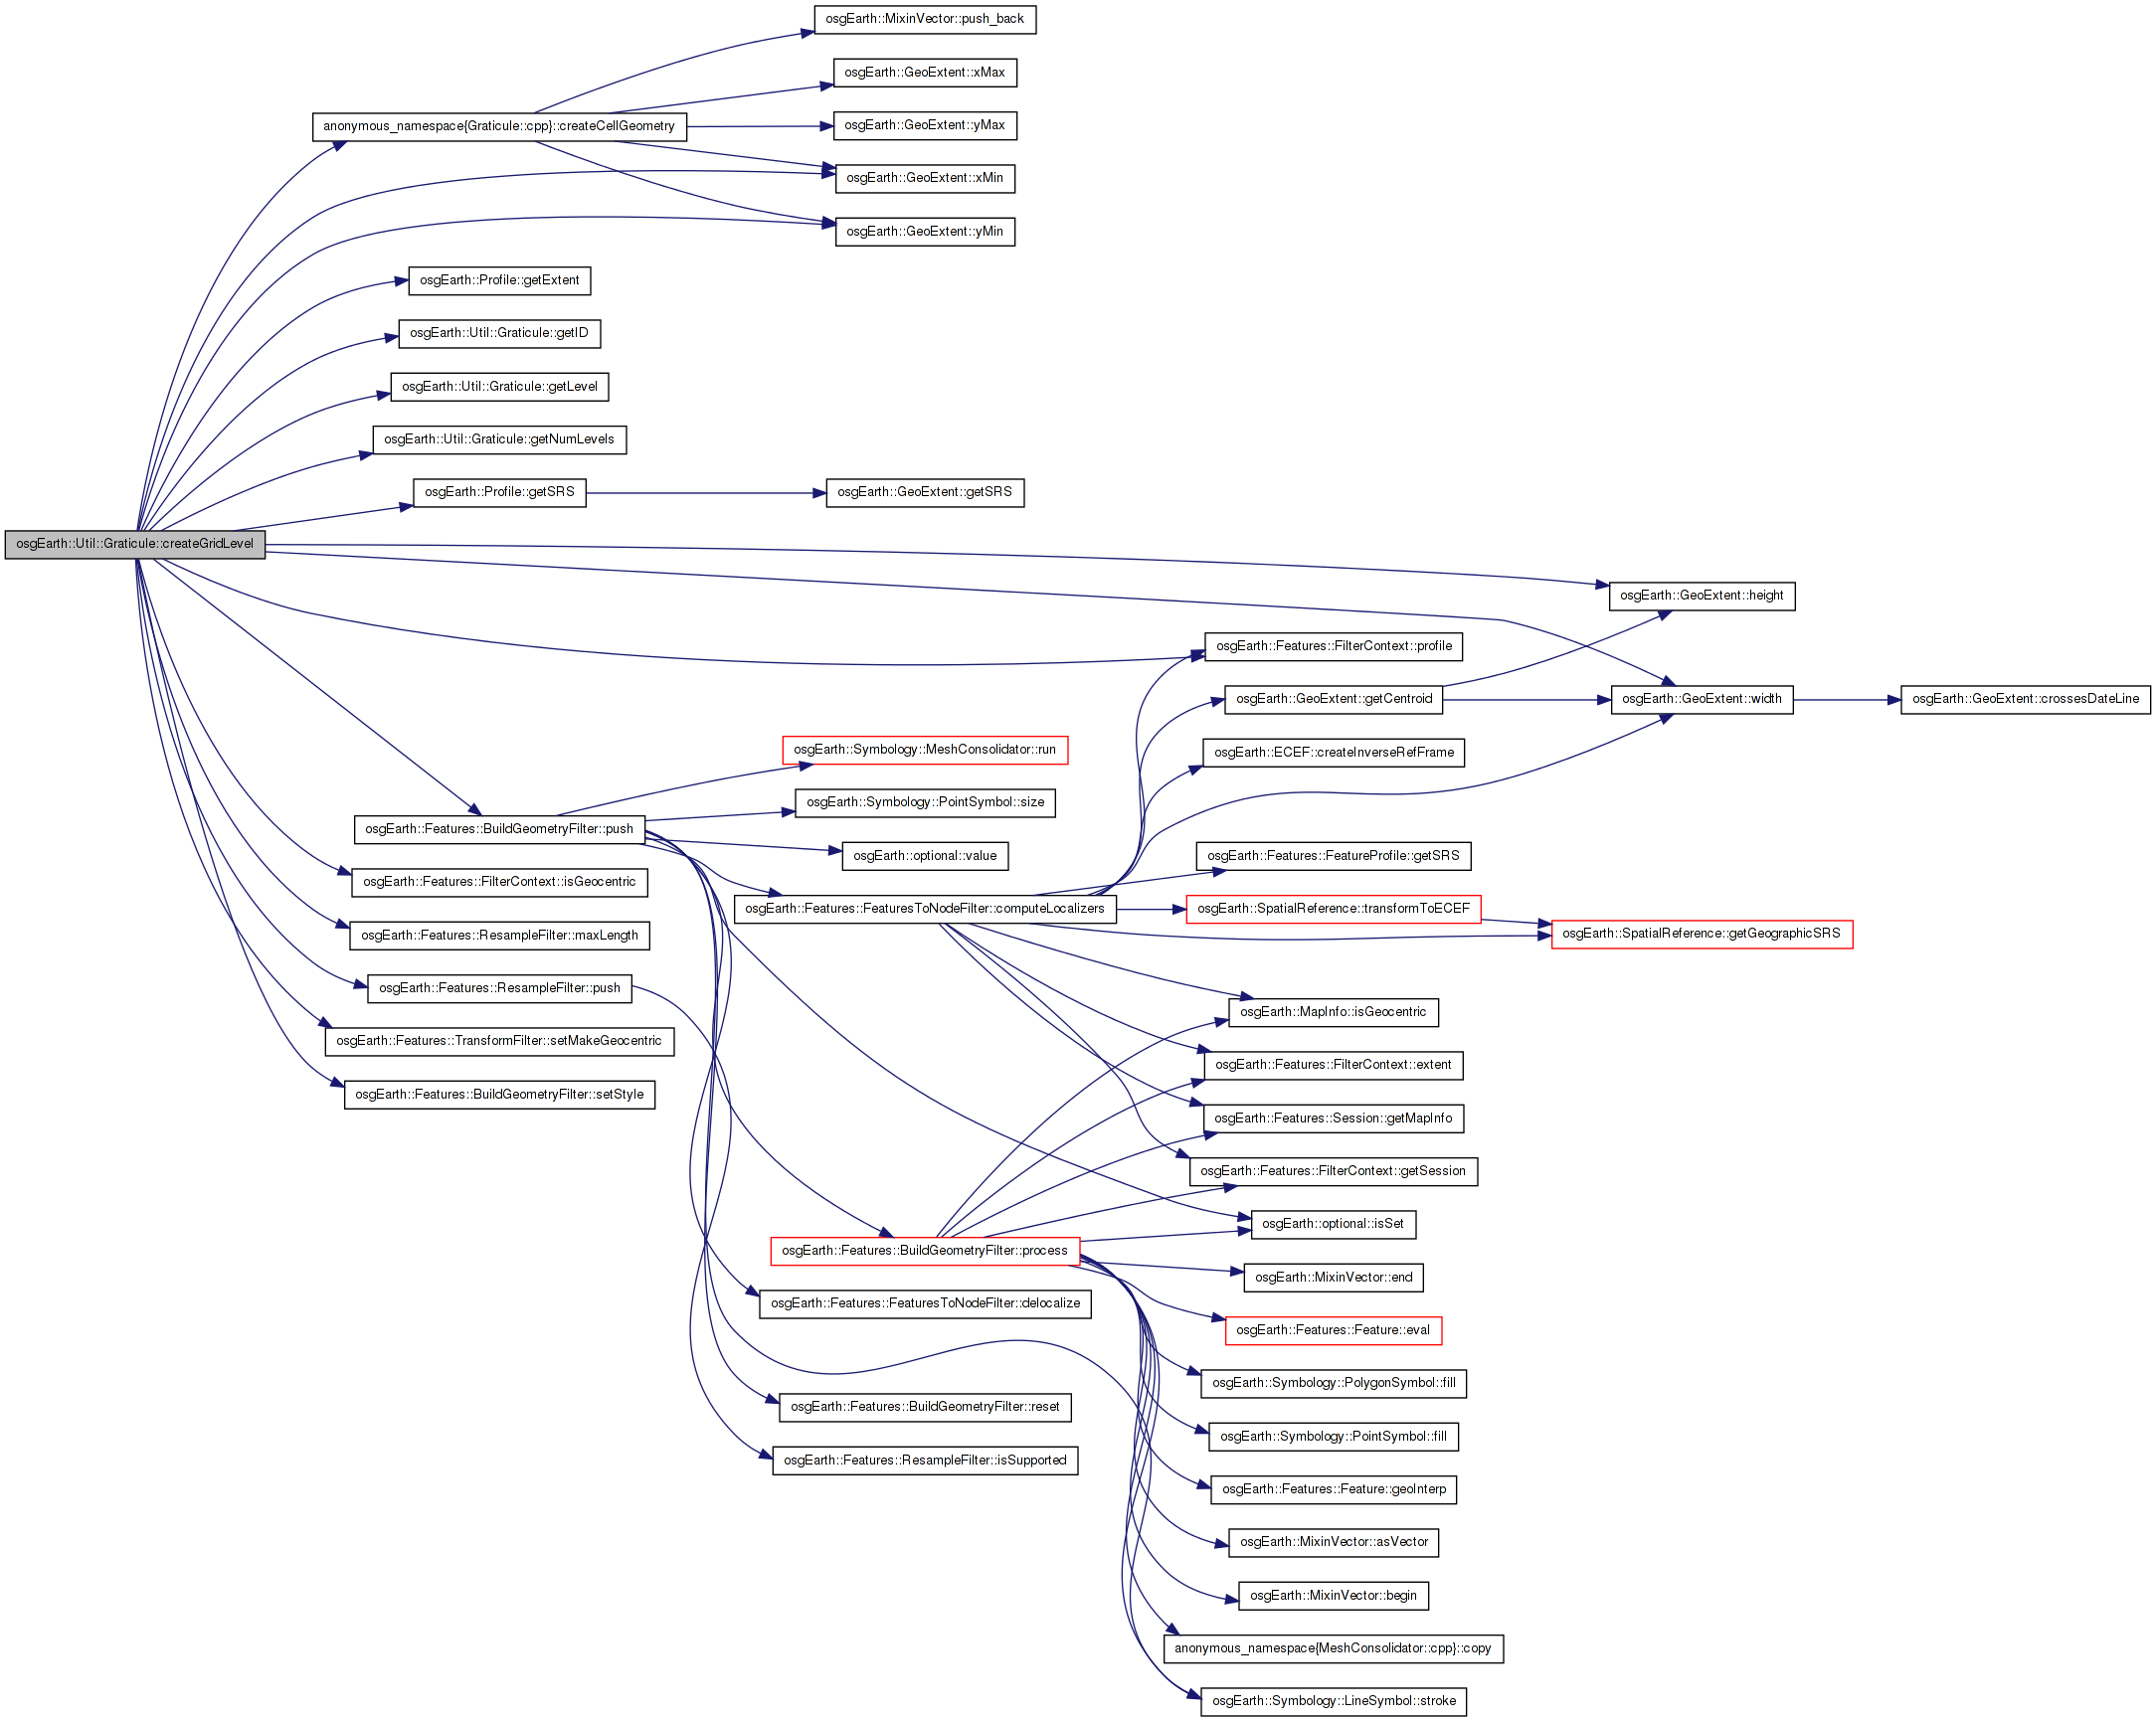 osgEarth::MixinVector::push_back
osgEarth::GeoExtent::xMax
anonymous_namespace{Graticule::cpp}::createCellGeometry
osgEarth::GeoExtent::yMax
osgEarth::GeoExtent::xMin
osgEarth::GeoExtent::yMin
osgEarth::Profile::getExtent
osgEarth::Util::Graticule::getID
osgEarth::Util::Graticule::getLevel
osgEarth::Util::Graticule::getNumLevels
osgEarth::Profile::getSRS
osgEarth::GeoExtent::getSRS
osgEarth::Util::Graticule::createGridLevel
osgEarth::GeoExtent::height
osgEarth::Features::FilterContext::profile
osgEarth::GeoExtent::getCentroid
osgEarth::GeoExtent::width
osgEarth::GeoExtent::crossesDateLine
osgEarth::Symbology::MeshConsolidator::run
osgEarth::ECEF::createInverseRefFrame
osgEarth::Symbology::PointSymbol::size
osgEarth::Features::BuildGeometryFilter::push
osgEarth::optional::value
osgEarth::Features::FeatureProfile::getSRS
osgEarth::Features::FilterContext::isGeocentric
osgEarth::Features::FeaturesToNodeFilter::computeLocalizers
osgEarth::SpatialReference::transformToECEF
osgEarth::Features::ResampleFilter::maxLength
osgEarth::SpatialReference::getGeographicSRS
osgEarth::Features::ResampleFilter::push
osgEarth::MapInfo::isGeocentric
osgEarth::Features::TransformFilter::setMakeGeocentric
osgEarth::Features::FilterContext::extent
osgEarth::Features::BuildGeometryFilter::setStyle
osgEarth::Features::Session::getMapInfo
osgEarth::Features::FilterContext::getSession
osgEarth::optional::isSet
osgEarth::Features::BuildGeometryFilter::process
osgEarth::MixinVector::end
osgEarth::Features::FeaturesToNodeFilter::delocalize
osgEarth::Features::Feature::eval
osgEarth::Symbology::PolygonSymbol::fill
osgEarth::Features::BuildGeometryFilter::reset
osgEarth::Symbology::PointSymbol::fill
osgEarth::Features::ResampleFilter::isSupported
osgEarth::Features::Feature::geoInterp
osgEarth::MixinVector::asVector
osgEarth::MixinVector::begin
anonymous_namespace{MeshConsolidator::cpp}::copy
osgEarth::Symbology::LineSymbol::stroke